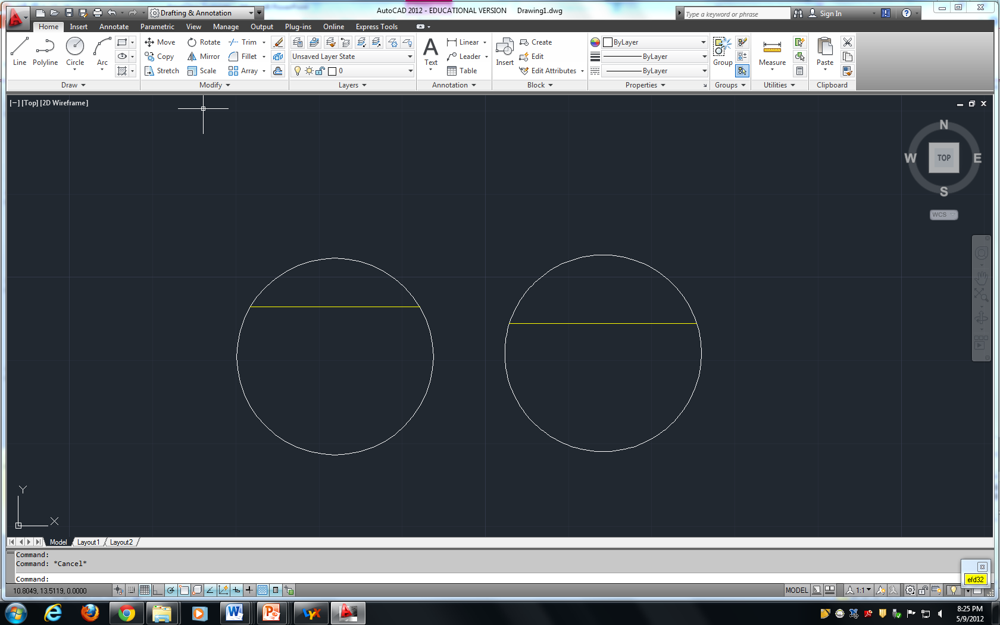 Drafting & Annotation
AutoCAD 2012 - EDUCATIONAL VERSION Drawing1.dwg
Type a keyword or phrase
Sign In
Home Insert Annotate Parametric View Manage Output Plug-ins Online Express Tools
Line Polyline Circle Arc
Move Rotate Trim
Copy Mirror Fillet
Stretch Scale Array
Unsaved Layer State
0
Text
Linear
Leader
Table
Insert
Create
Edit
Edit Attributes
ByLayer
ByLayer
ByLayer
Group
Measure
Paste
Draw Modify Layers Annotation Block Properties Groups Utilities Clipboard
[−] [Top] [2D Wireframe]
N
W TOP E
S
WCS
Y
X
Model Layout1 Layout2
Command:
Command: *Cancel*
Command:
efd32
10.8049, 13.5119, 0.0000
MODEL
1:1
8:25 PM
5/9/2012